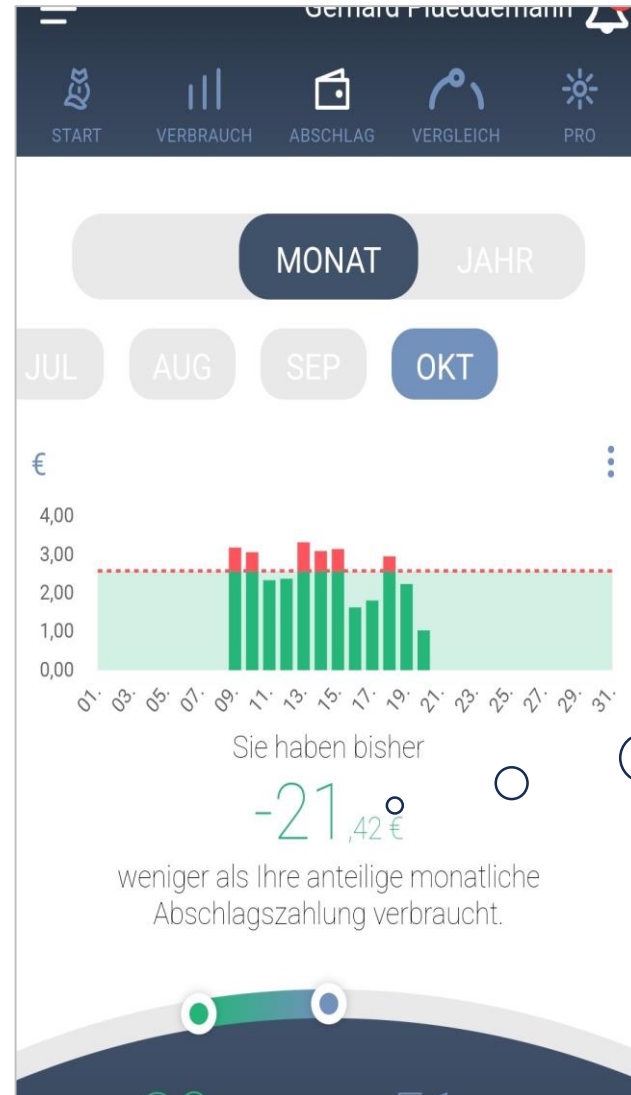 Gerhard Plueddemann
START VERBRAUCH ABSCHLAG VERGLEICH PRO
MONAT JAHR
JUL AUG SEP OKT
€
4,00
3,00
2,00
1,00
0,00
01. 03. 05. 07. 09. 11. 13. 15. 17. 19. 21. 23. 25. 27. 29. 31.
Sie haben bisher
-21,42 €
weniger als Ihre anteilige monatliche
Abschlagszahlung verbraucht.